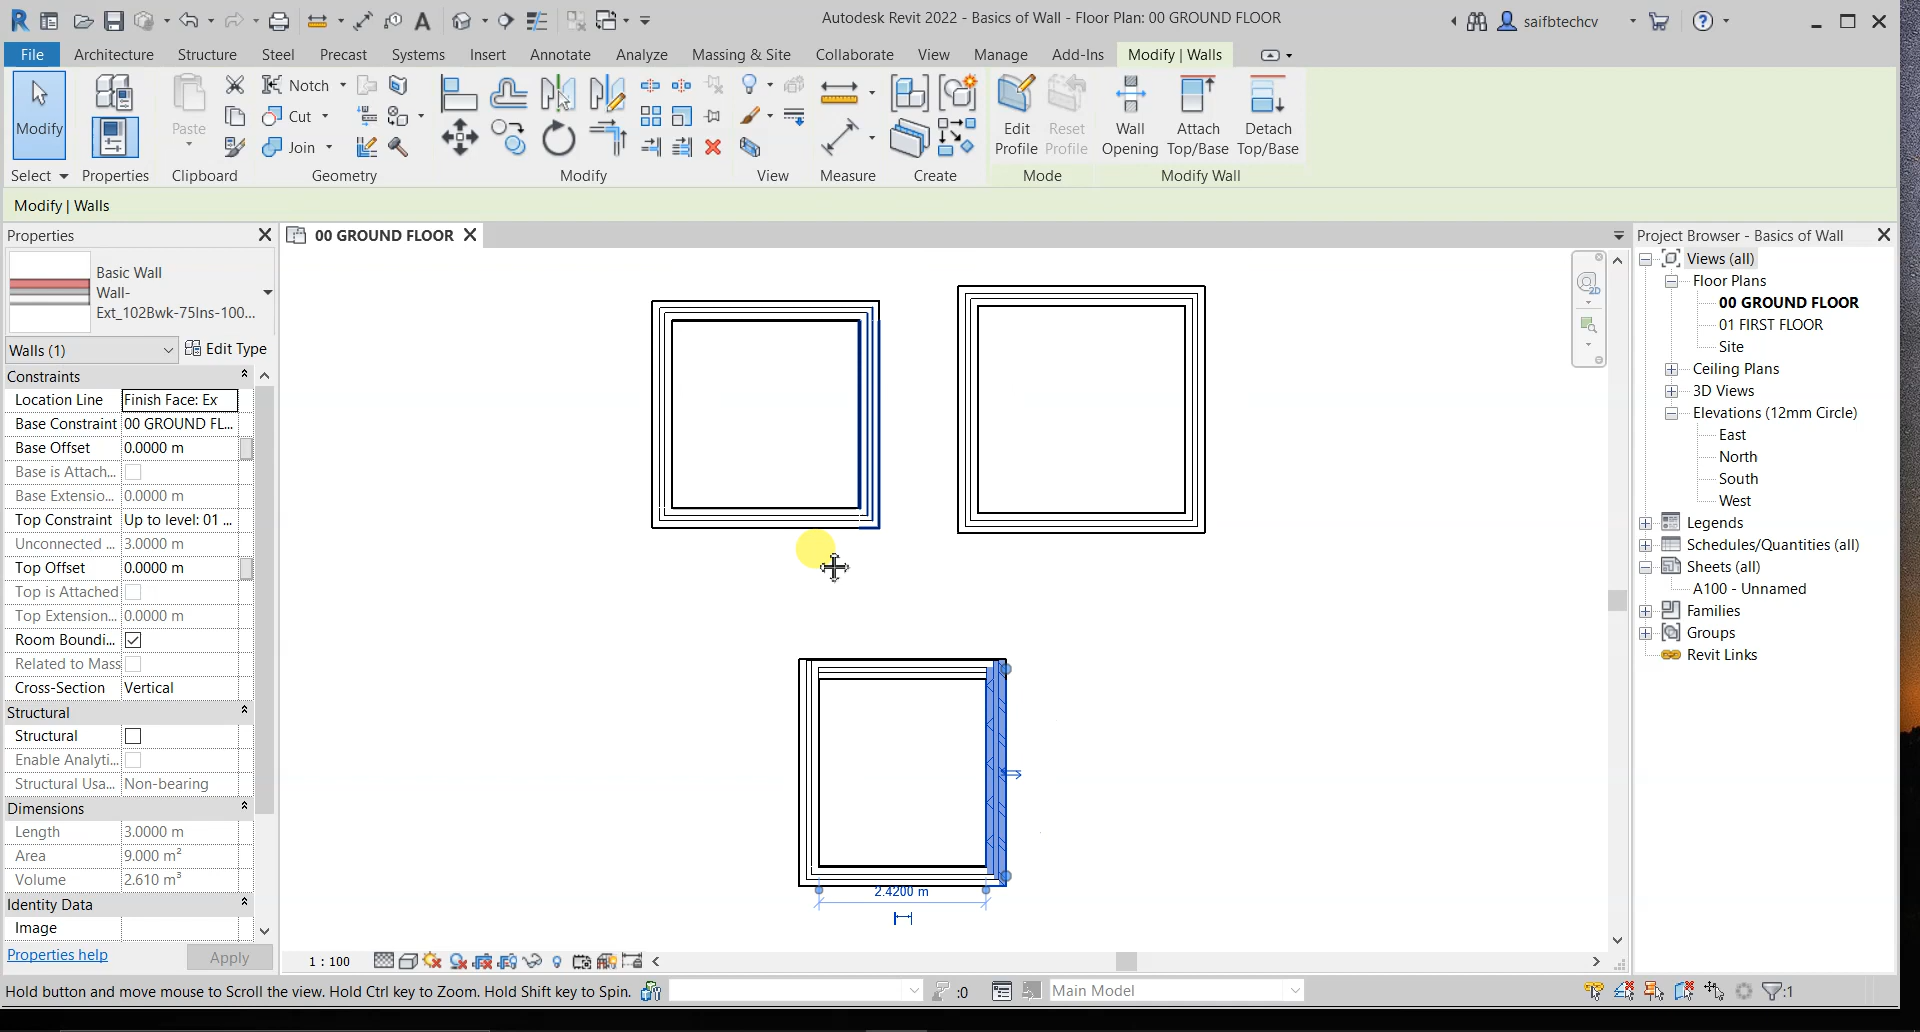 Autodesk Revit 2022 - Basics of Wall - Floor Plan: 00 GROUND FLOOR
saifbtechcv
File Architecture Structure Steel Precast Systems Insert Annotate Analyze Massing & Site Collaborate View Manage Add-Ins Modify | Walls
Modify
Paste
Notch
Cut
Join
Edit Profile
Reset Profile
Wall Opening
Attach Top/Base
Detach Top/Base
Select Properties Clipboard Geometry Modify View Measure Create Mode Modify Wall
Modify | Walls
Properties
00 GROUND FLOOR
Project Browser - Basics of Wall
Basic Wall
Wall-
Ext_102Bwk-75Ins-100...
Walls (1)
Edit Type
Constraints
Location Line Finish Face: Ex
Base Constraint 00 GROUND FL...
Base Offset 0.0000 m
Base is Attach...
Base Extensio... 0.0000 m
Top Constraint Up to level: 01 ...
Unconnected ... 3.0000 m
Top Offset 0.0000 m
Top is Attached
Top Extension... 0.0000 m
Room Boundi...
Related to Mass
Cross-Section Vertical
Structural
Structural
Enable Analyti...
Structural Usa... Non-bearing
Dimensions
Length 3.0000 m
Area 9.000 m²
Volume 2.610 m³
Identity Data
Image
Properties help
Apply
2D
2.4200 m
Views (all)
Floor Plans
00 GROUND FLOOR
01 FIRST FLOOR
Site
Ceiling Plans
3D Views
Elevations (12mm Circle)
East
North
South
West
Legends
Schedules/Quantities (all)
Sheets (all)
A100 - Unnamed
Families
Groups
Revit Links
1 : 100
Hold button and move mouse to Scroll the view. Hold Ctrl key to Zoom. Hold Shift key to Spin.
:0
Main Model
:1